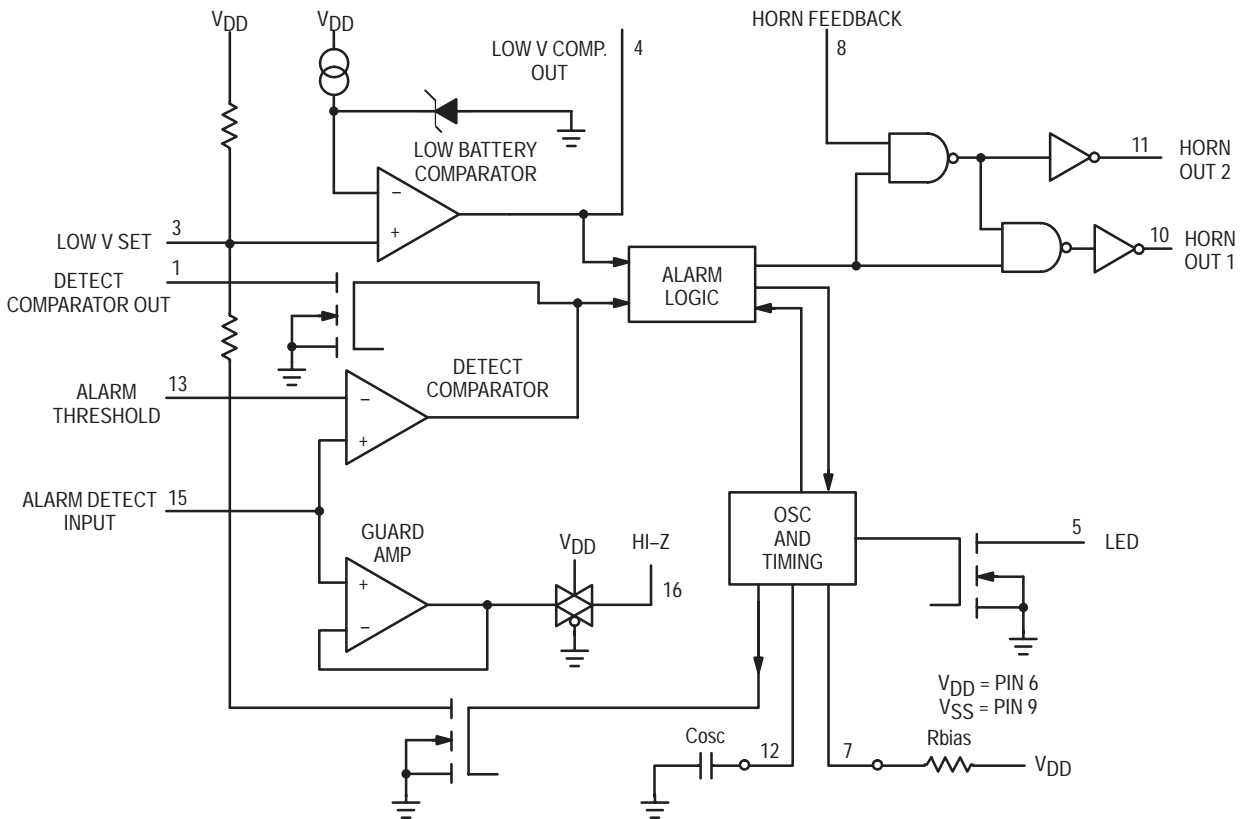 VDD
VDD
LOW V COMP.
OUT
4
HORN FEEDBACK
8
LOW BATTERY
COMPARATOR
11
HORN
OUT 2
–
+
3
LOW V SET
1
DETECT
COMPARATOR OUT
ALARM
LOGIC
10
HORN
OUT 1
13
ALARM
THRESHOLD
DETECT
COMPARATOR
–
+
15
ALARM DETECT
INPUT
GUARD
AMP
VDD
HI–Z
16
+
–
OSC
AND
TIMING
5
LED
VDD = PIN 6
VSS = PIN 9
Cosc
12
7
Rbias
VDD